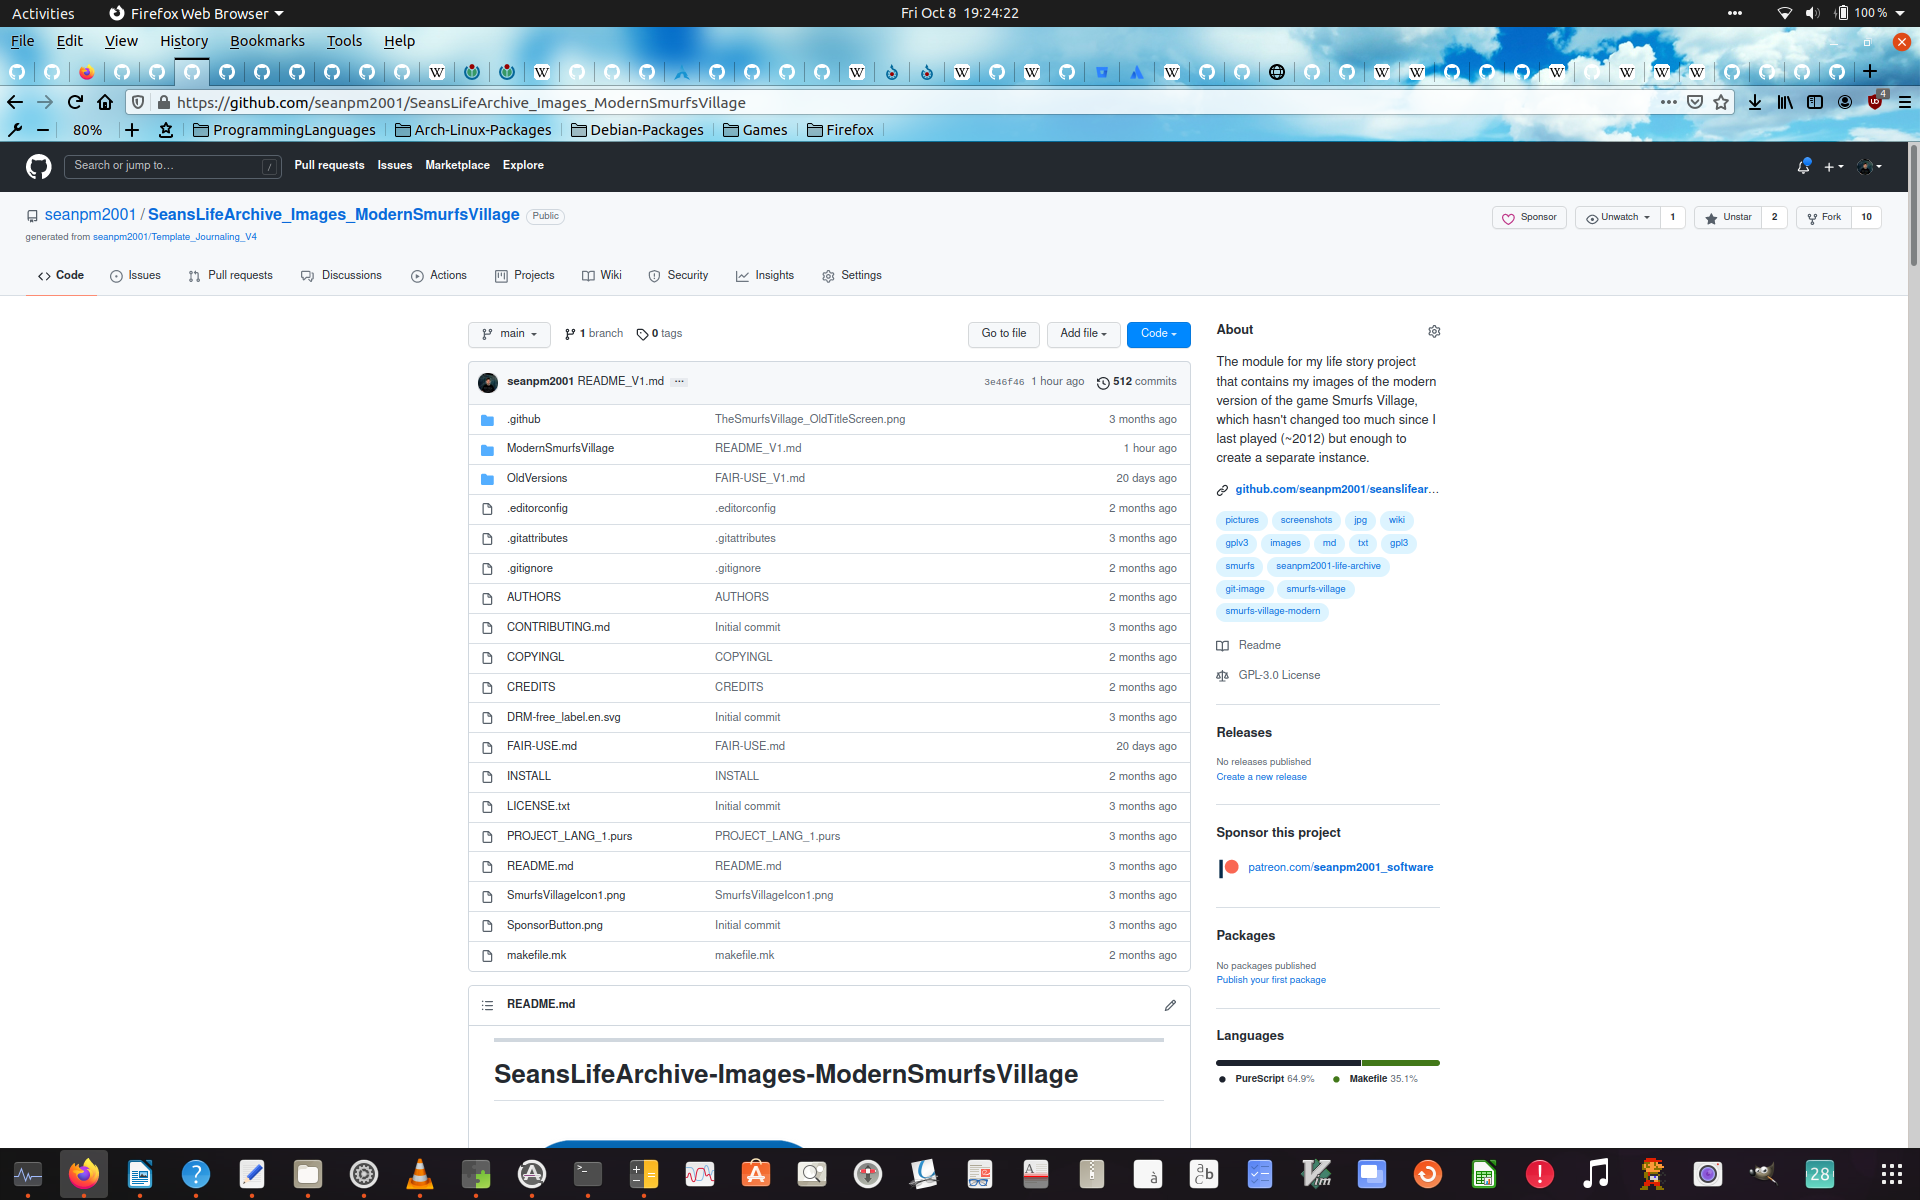 Activities Firefox Web Browser Fri Oct 8 19:24:22 100 %
File Edit View History Bookmarks Tools Help
https://github.com/seanpm2001/SeansLifeArchive_Images_ModernSmurfsVillage 4
80% ProgrammingLanguages Arch-Linux-Packages Debian-Packages Games Firefox
Search or jump to... / Pull requests Issues Marketplace Explore
seanpm2001 / SeansLifeArchive_Images_ModernSmurfsVillage Public Sponsor Unwatch 1 Unstar 2 Fork 10
generated from seanpm2001/Template_Journaling_V4
Code Issues Pull requests Discussions Actions Projects Wiki Security Insights Settings
main 1 branch 0 tags Go to file Add file Code
seanpm2001 README_V1.md ... 3e46f46 1 hour ago 512 commits
.github TheSmurfsVillage_OldTitleScreen.png 3 months ago
ModernSmurfsVillage README_V1.md 1 hour ago
OldVersions FAIR-USE_V1.md 20 days ago
.editorconfig .editorconfig 2 months ago
.gitattributes .gitattributes 3 months ago
.gitignore .gitignore 2 months ago
AUTHORS AUTHORS 2 months ago
CONTRIBUTING.md Initial commit 3 months ago
COPYINGL COPYINGL 2 months ago
CREDITS CREDITS 2 months ago
DRM-free_label.en.svg Initial commit 3 months ago
FAIR-USE.md FAIR-USE.md 20 days ago
INSTALL INSTALL 2 months ago
LICENSE.txt Initial commit 3 months ago
PROJECT_LANG_1.purs PROJECT_LANG_1.purs 3 months ago
README.md README.md 3 months ago
SmurfsVillageIcon1.png SmurfsVillageIcon1.png 3 months ago
SponsorButton.png Initial commit 3 months ago
makefile.mk makefile.mk 2 months ago
README.md
SeansLifeArchive-Images-ModernSmurfsVillage
About
The module for my life story project
that contains my images of the modern
version of the game Smurfs Village,
which hasn't changed too much since I
last played (~2012) but enough to
create a separate instance.
github.com/seanpm2001/seanslifear...
pictures screenshots jpg wiki
gplv3 images md txt gpl3
smurfs seanpm2001-life-archive
git-image smurfs-village
smurfs-village-modern
Readme
GPL-3.0 License
Releases
No releases published
Create a new release
Sponsor this project
patreon.com/seanpm2001_software
Packages
No packages published
Publish your first package
Languages
PureScript 64.9% Makefile 35.1%
28